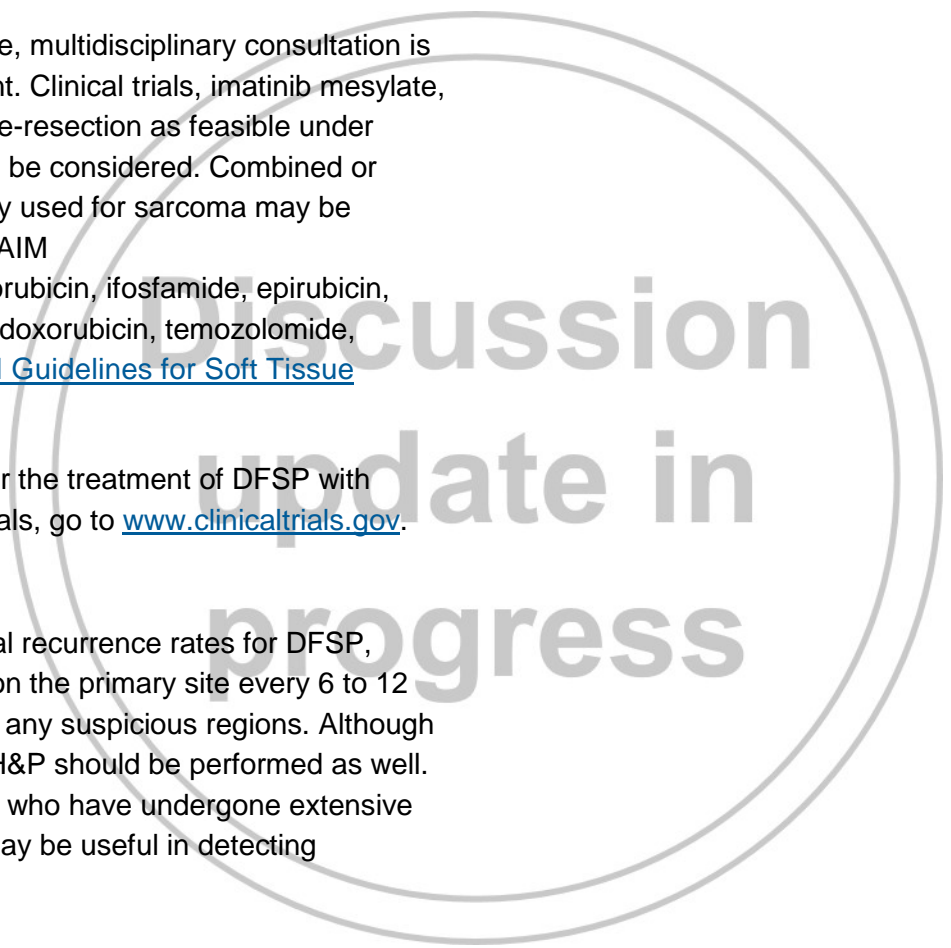 e, multidisciplinary consultation is
nt. Clinical trials, imatinib mesylate,
e-resection as feasible under
be considered. Combined or
y used for sarcoma may be
AIM
orubicin, ifosfamide, epirubicin,
doxorubicin, temozolomide,
Guidelines for Soft Tissue
r the treatment of DFSP with
als, go to www.clinicaltrials.gov.
al recurrence rates for DFSP,
on the primary site every 6 to 12
any suspicious regions. Although
H&P should be performed as well.
who have undergone extensive
ay be useful in detecting
Discussion
update in
progress